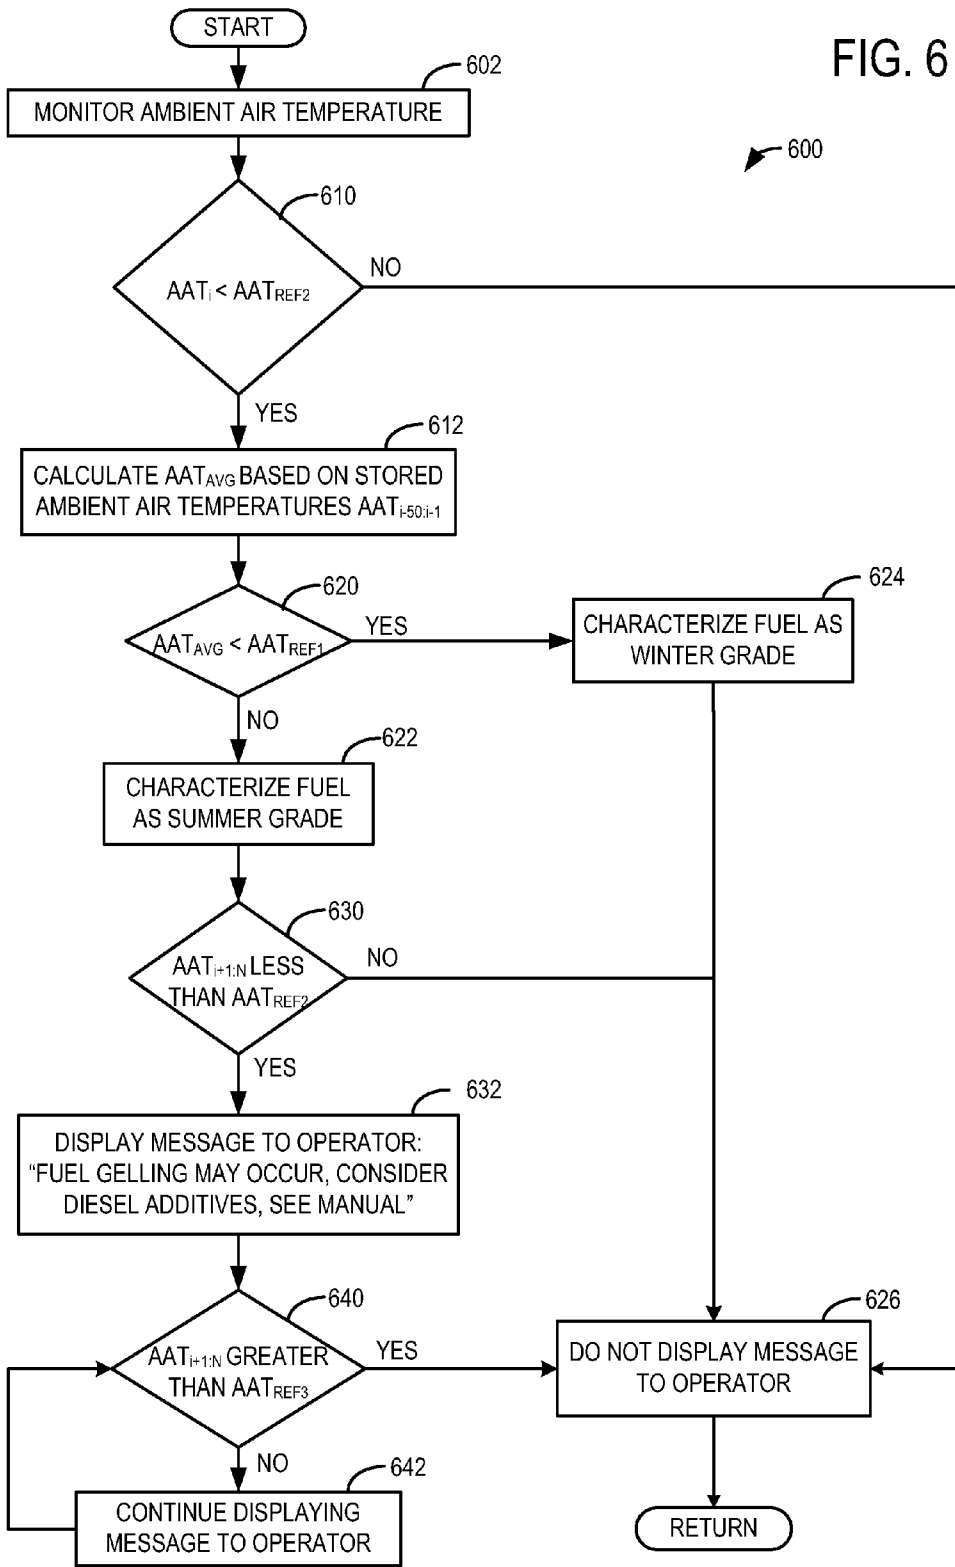 START
FIG. 6
602
MONITOR AMBIENT AIR TEMPERATURE
600
610
AATi < AATREF2
NO
YES
612
CALCULATE AATAVG BASED ON STORED
AMBIENT AIR TEMPERATURES AATi-50:i-1
620
AATAVG < AATREF1
YES
624
CHARACTERIZE FUEL AS
WINTER GRADE
NO
622
CHARACTERIZE FUEL
AS SUMMER GRADE
630
AATi+1:N LESS
THAN AATREF2
NO
YES
632
DISPLAY MESSAGE TO OPERATOR:
“FUEL GELLING MAY OCCUR, CONSIDER
DIESEL ADDITIVES, SEE MANUAL”
640
AATi+1:N GREATER
THAN AATREF3
YES
626
DO NOT DISPLAY MESSAGE
TO OPERATOR
NO
642
CONTINUE DISPLAYING
MESSAGE TO OPERATOR
RETURN